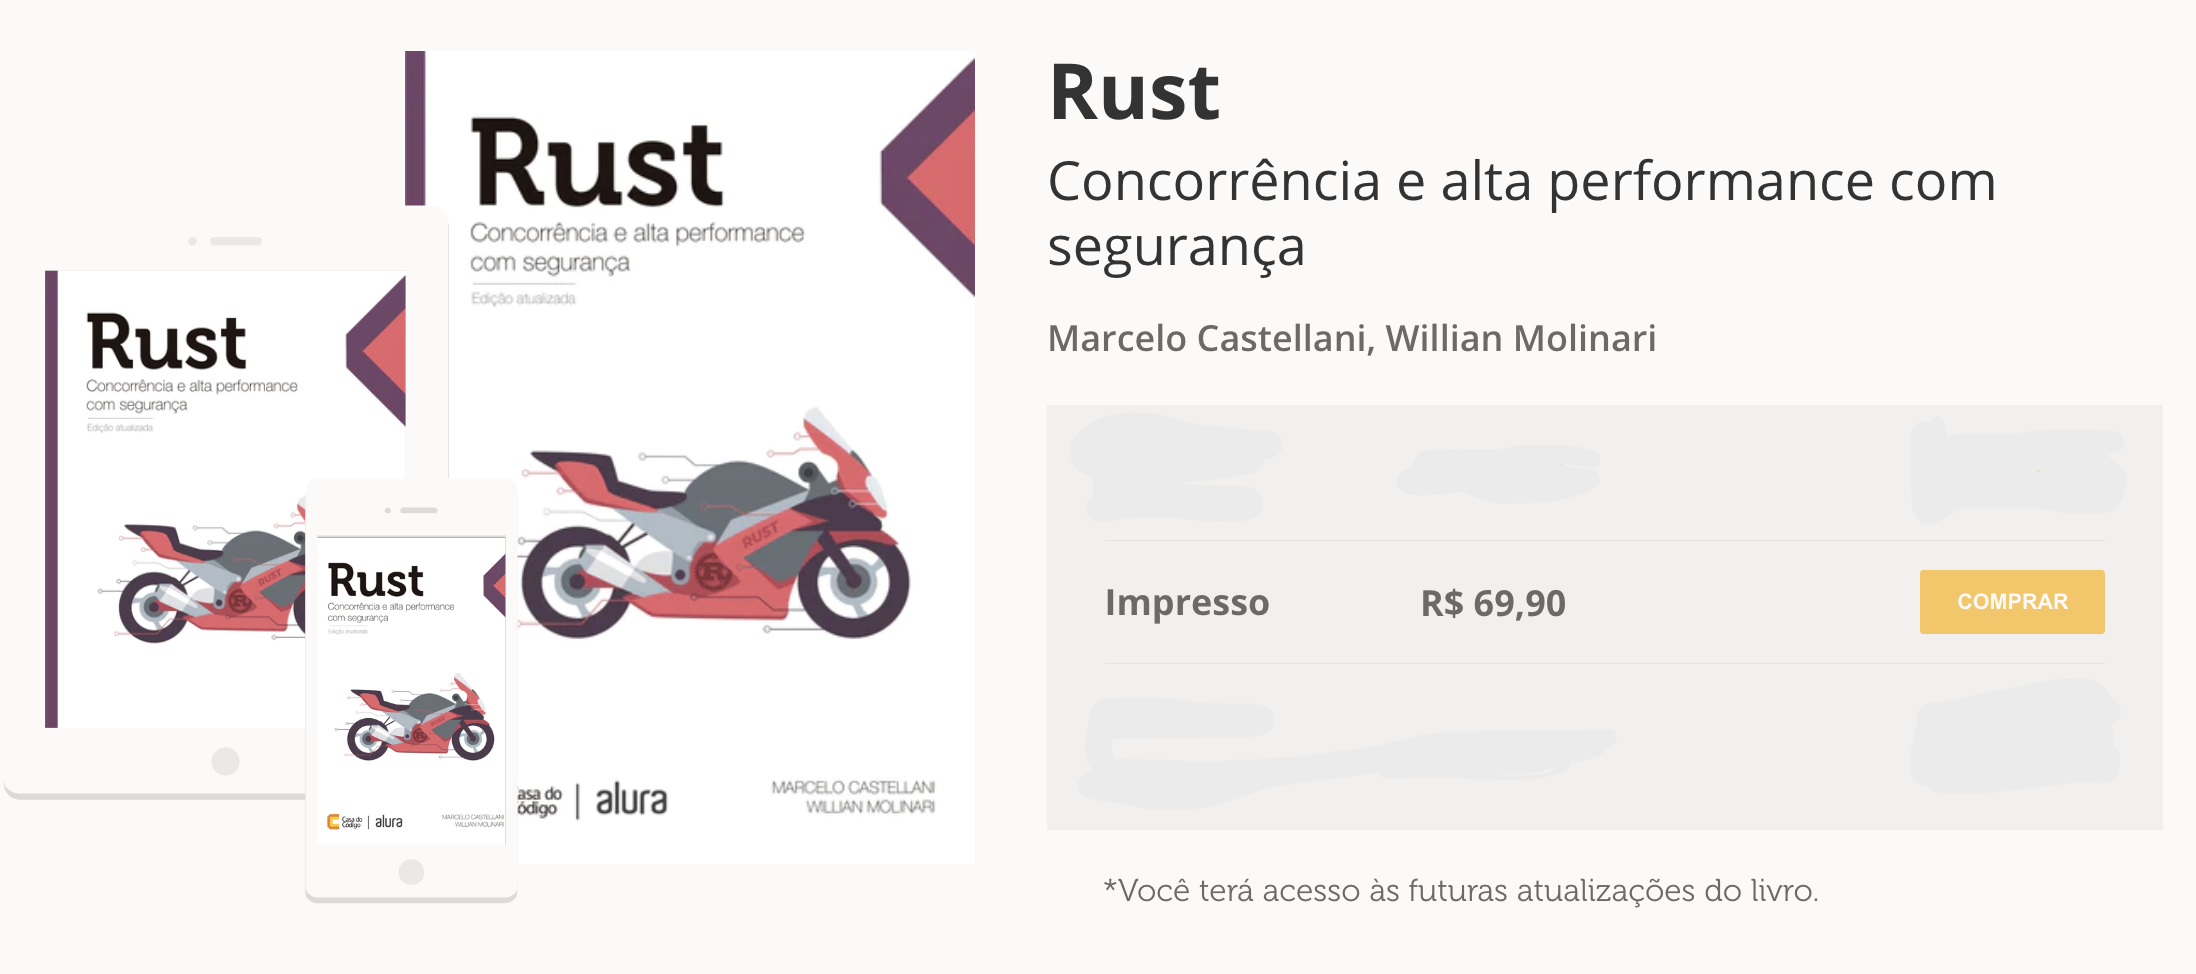 Rust
Concorrência e alta performance
com segurança
Edição atualizada
RUST
MARCELO CASTELLANI
WILLIAN MOLINARI
asa do
ódigo
alura
Rust
Concorrência e alta performance
com segurança
Edição atualizada
RUST
Rust
Concorrência e alta performance
com segurança
Edição atualizada
RUST
Casa do
Código
alura
MARCELO CASTELLANI
WILLIAN MOLINARI
Rust
Concorrência e alta performance com
segurança
Marcelo Castellani, Willian Molinari
Impresso R$ 69,90 COMPRAR
*Você terá acesso às futuras atualizações do livro.